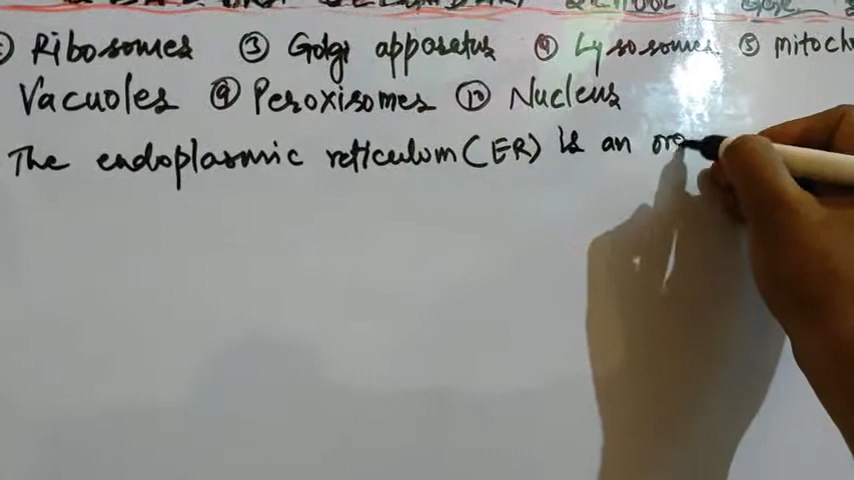 ② Ribosomes ③ Golgi apparatus ④ Lysosomes ⑤ mitoch
Vacuoles ⑨ Peroxisomes ⑩ Nucleus
The endoplasmic reticulum (ER) is an